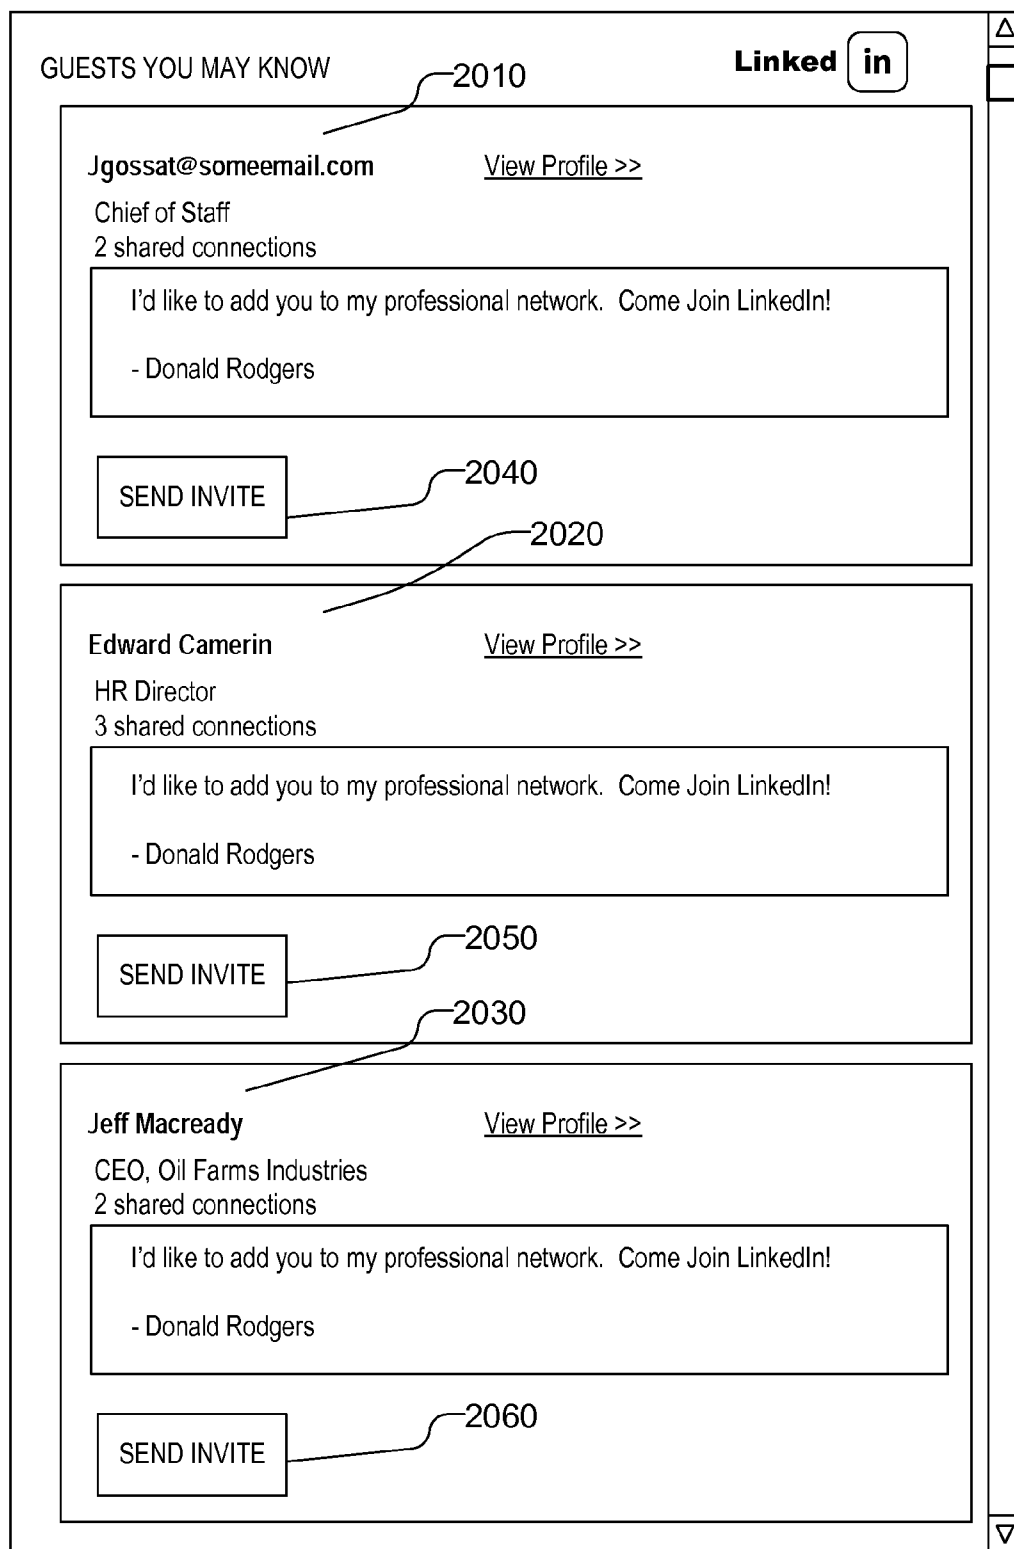 GUESTS YOU MAY KNOW
Linked in
2010
Jgossat@someemail.com View Profile >>
Chief of Staff
2 shared connections
I'd like to add you to my professional network. Come Join LinkedIn!
- Donald Rodgers
2040
SEND INVITE
2020
Edward Camerin View Profile >>
HR Director
3 shared connections
I'd like to add you to my professional network. Come Join LinkedIn!
- Donald Rodgers
2050
SEND INVITE
2030
Jeff Macready View Profile >>
CEO, Oil Farms Industries
2 shared connections
I'd like to add you to my professional network. Come Join LinkedIn!
- Donald Rodgers
2060
SEND INVITE